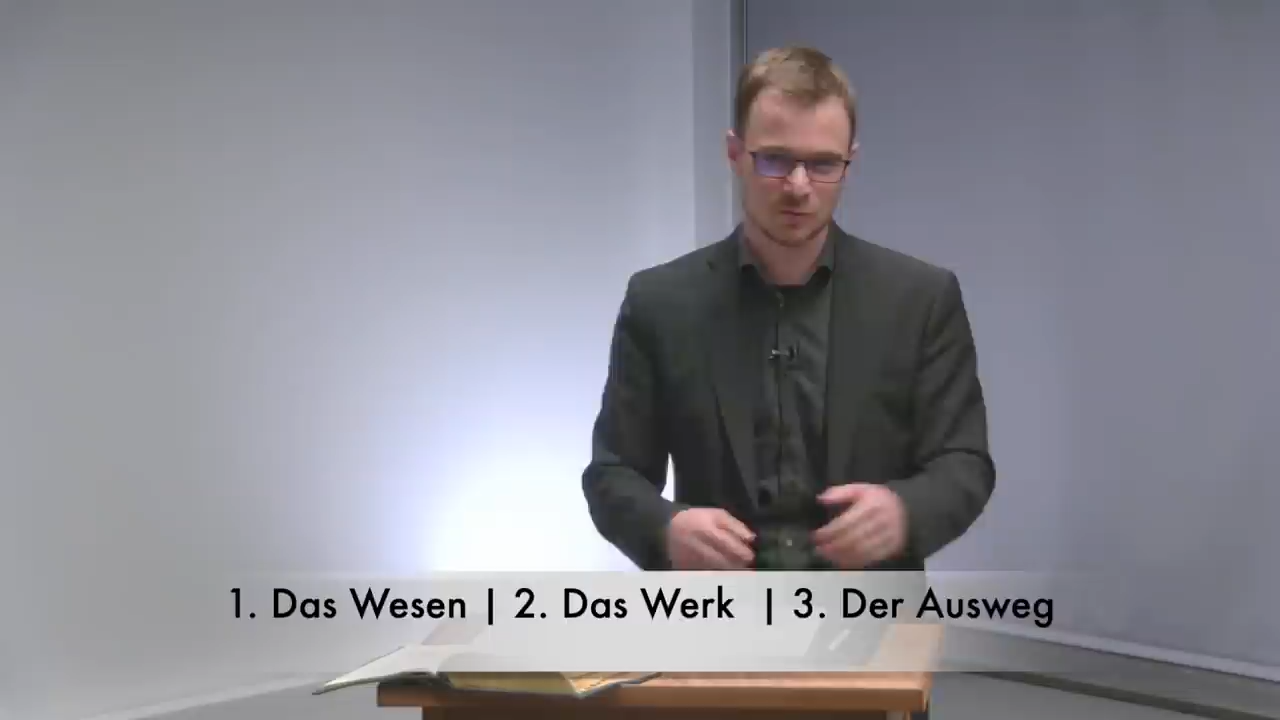 1. Das Wesen | 2. Das Werk | 3. Der Ausweg